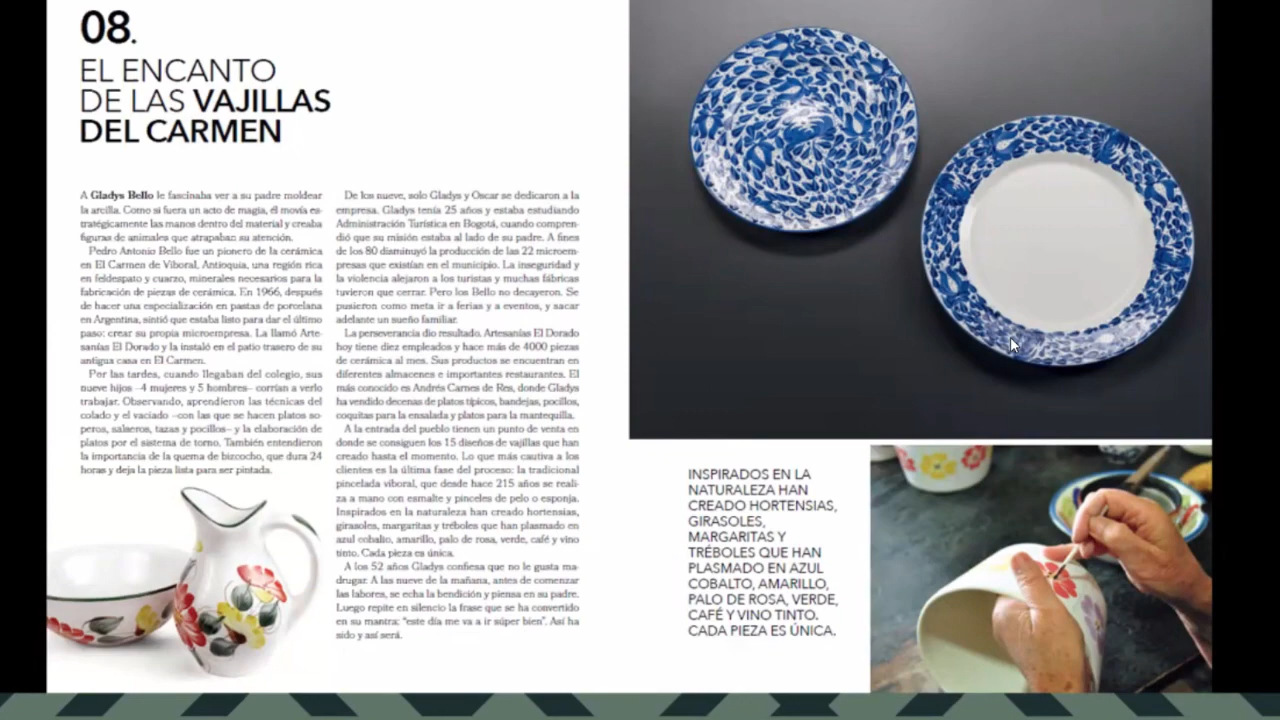 08.
EL ENCANTO
DE LAS VAJILLAS
DEL CARMEN
A Gladys Bello le fascinaba ver a su padre moldear
la arcilla. Como si fuera un acto de magia, él movía es-
tratégicamente las manos dentro del material y creaba
figuras de animales que atrapaban su atención.
Pedro Antonio Bello fue un pionero de la cerámica
en El Carmen de Viboral, Antioquia, una región rica
en feldespato y cuarzo, minerales necesarios para la
fabricación de piezas de cerámica. En 1966, después
de hacer una especialización en pastas de porcelana
en Argentina, sintió que estaba listo para dar el último
paso: crear su propia microempresa. La llamó Arte-
sanías El Dorado y la instaló en el patio trasero de su
antigua casa en El Carmen.
Por las tardes, cuando llegaban del colegio, sus
nueve hijos –4 mujeres y 5 hombres– corrían a verlo
trabajar. Observando, aprendieron las técnicas del
colado y el vaciado –con las que se hacen platos so-
peros, salseros, tazas y pocillos– y la elaboración de
platos por el sistema de torno. También entendieron
la importancia de la quema de bizcocho, que dura 24
horas y deja la pieza lista para ser pintada.
De los nueve, solo Gladys y Oscar se dedicaron a la
empresa. Gladys tenía 25 años y estaba estudiando
Administración Turística en Bogotá, cuando compren-
dió que su misión estaba al lado de su padre. A fines
de los 80 disminuyó la producción de las 22 microem-
presas que existían en el municipio. La inseguridad y
la violencia alejaron a los turistas y muchas fábricas
tuvieron que cerrar. Pero los Bello no decayeron. Se
pusieron como meta ir a ferias y a eventos, y sacar
adelante un sueño familiar.
La perseverancia dio resultado. Artesanías El Dorado
hoy tiene diez empleados y hace más de 4000 piezas
de cerámica al mes. Sus productos se encuentran en
diferentes almacenes e importantes restaurantes. El
más conocido es Andrés Carnes de Res, donde Gladys
ha vendido decenas de platos típicos, bandejas, pocillos,
coquitas para la ensalada y platos para la mantequilla.
A la entrada del pueblo tienen un punto de venta en
donde se consiguen los 15 diseños de vajillas que han
creado hasta el momento. Lo que más cautiva a los
clientes es la última fase del proceso: la tradicional
pincelada viboral, que desde hace 215 años se reali-
za a mano con esmalte y pinceles de pelo o esponja.
Inspirados en la naturaleza han creado hortensias,
girasoles, margaritas y tréboles que han plasmado en
azul cobalto, amarillo, palo de rosa, verde, café y vino
tinto. Cada pieza es única.
A los 52 años Gladys confiesa que no le gusta ma-
drugar. A las nueve de la mañana, antes de comenzar
las labores, se echa la bendición y piensa en su padre.
Luego repite en silencio la frase que se ha convertido
en su mantra: “este día me va a ir súper bien”. Así ha
sido y así será.
INSPIRADOS EN LA
NATURALEZA HAN
CREADO HORTENSIAS,
GIRASOLES,
MARGARITAS Y
TRÉBOLES QUE HAN
PLASMADO EN AZUL
COBALTO, AMARILLO,
PALO DE ROSA, VERDE,
CAFÉ Y VINO TINTO.
CADA PIEZA ES ÚNICA.